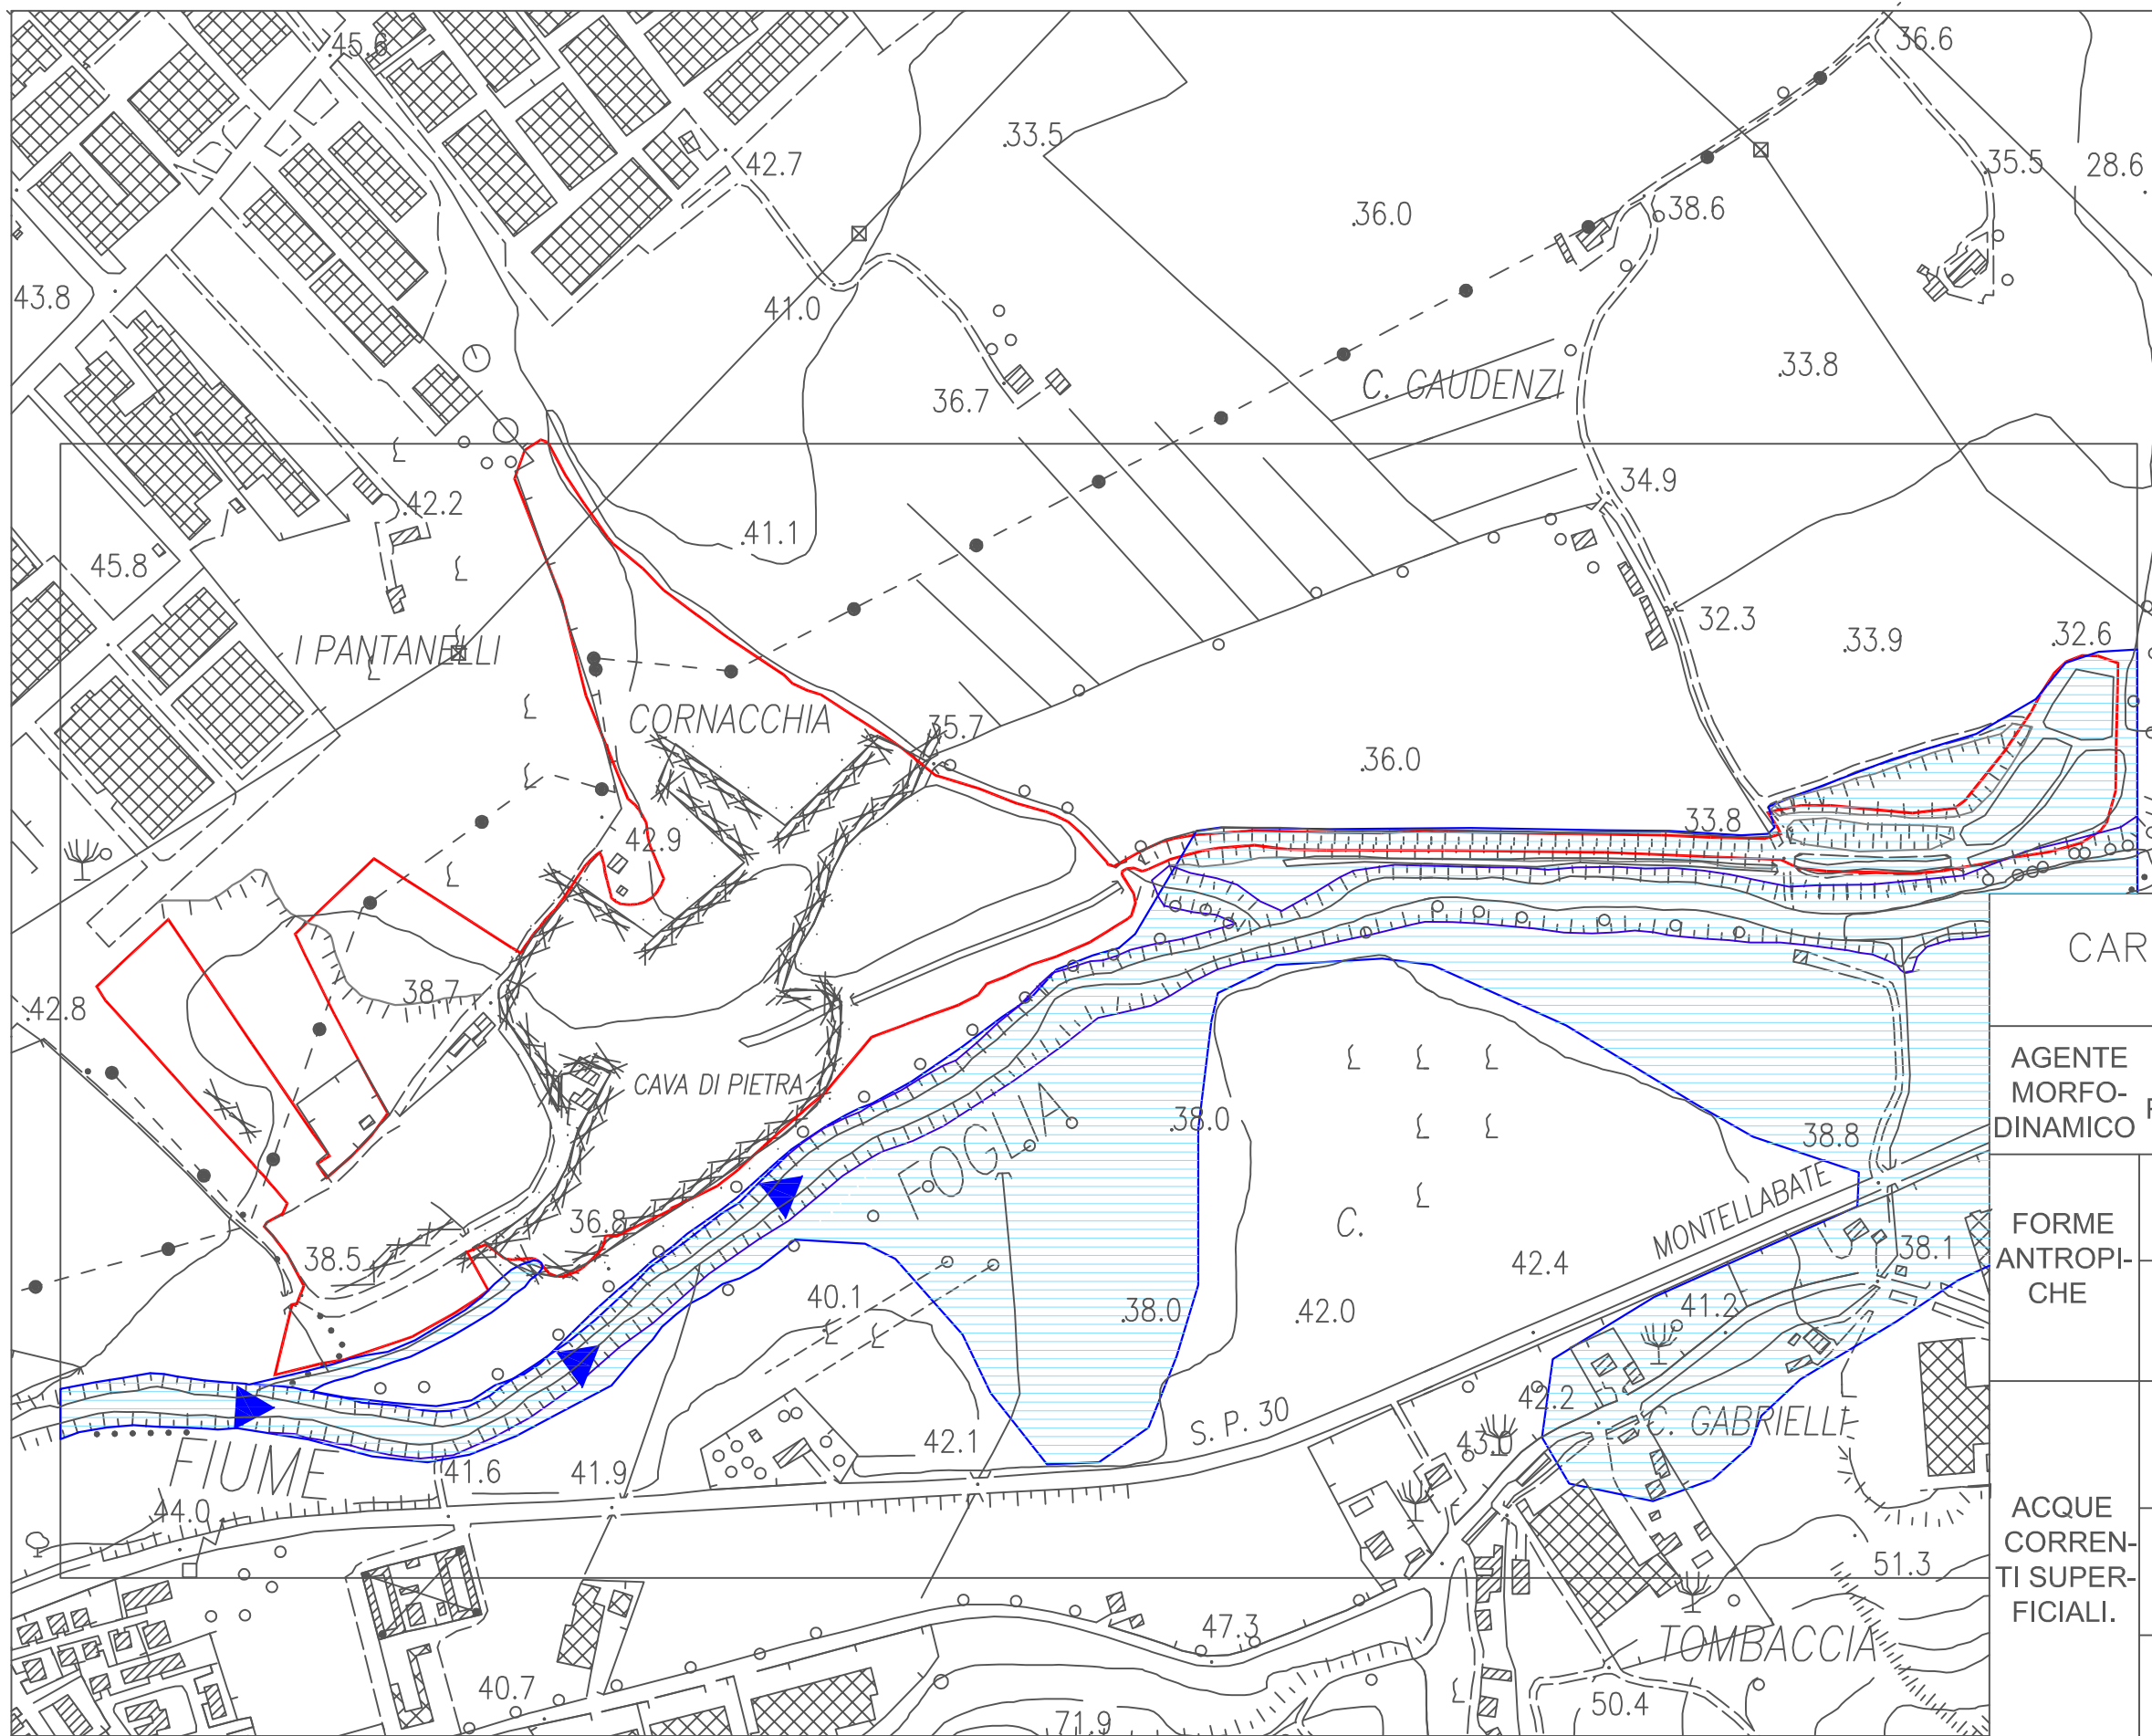 45.6
36.6
33.5
42.7
35.5
28.6
36.0
38.6
43.8
41.0
33.8
36.7
C. GAUDENZI
34.9
42.2
41.1
45.8
32.3
33.9
32.6
I PANTANELLI
CORNACCHIA
35.7
36.0
33.8
42.9
CAR
38.7
42.8
AGENTE
MORFO-
DINAMICO
CAVA DI PIETRA
FOGLIA
38.0
38.8
MONTELLABATE
36.8
C.
FORME
ANTROPI-
CHE
38.5
42.4
38.1
40.1
38.0
42.0
41.2
42.2
S. P. 30
C. GABRIELLI
42.1
43.0
FIUME
41.6
41.9
44.0
ACQUE
CORREN-
TI SUPER-
FICIALI.
51.3
47.3
TOMBACCIA
40.7
50.4
71.9